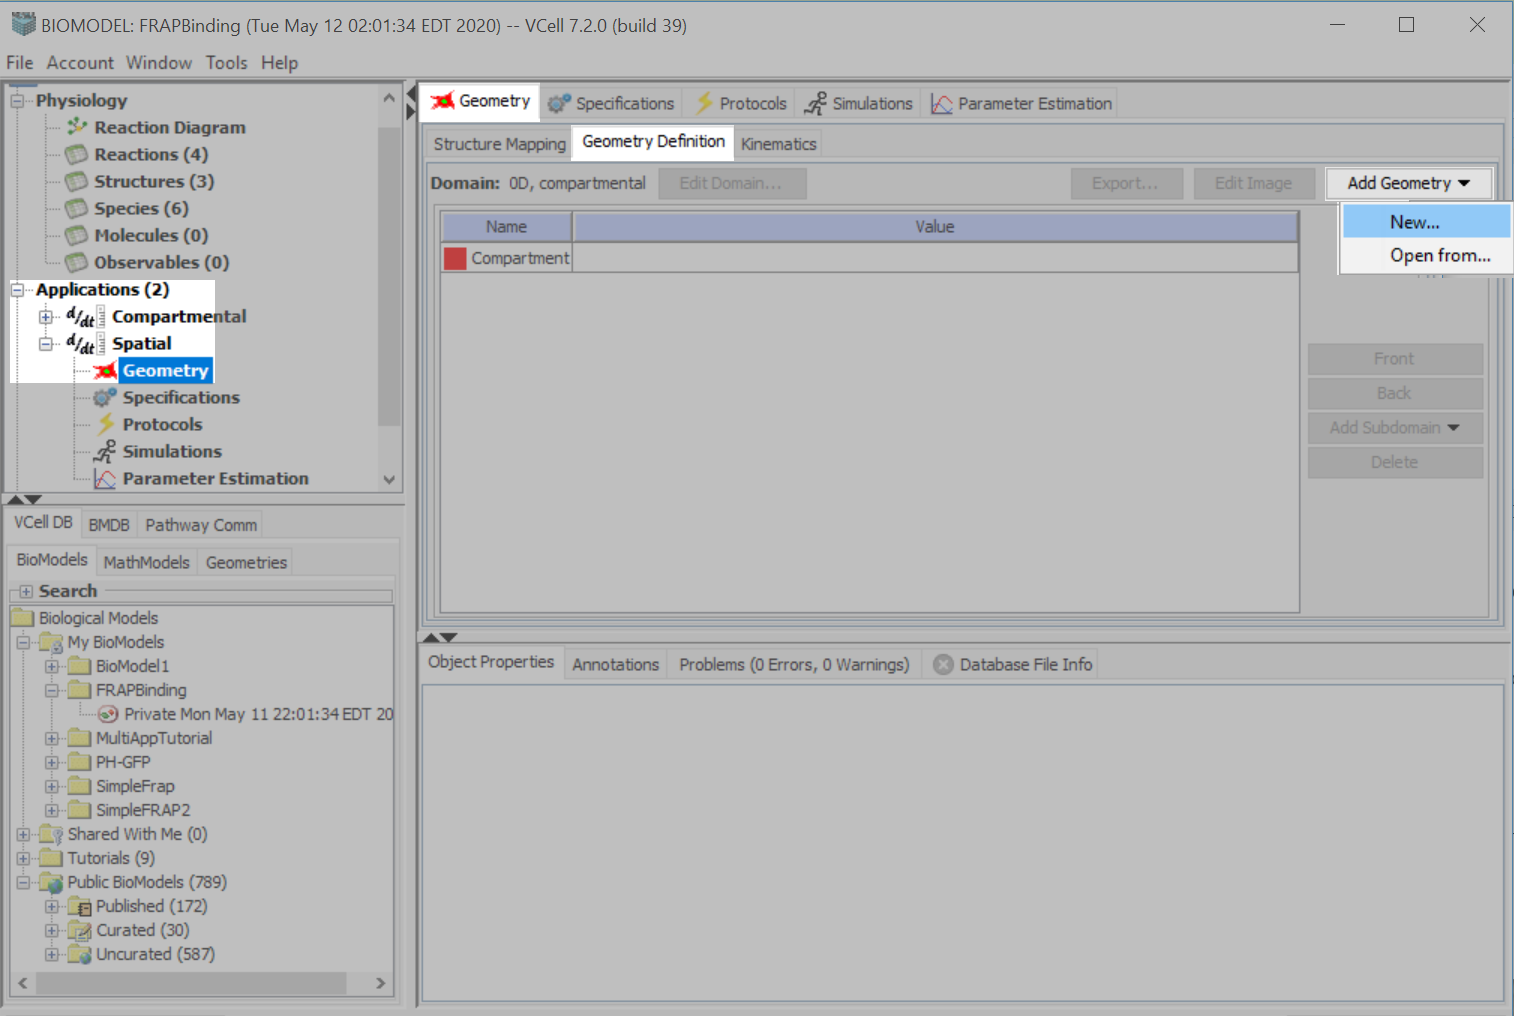 BIOMODEL: FRAPBinding (Tue May 12 02:01:34 EDT 2020) -- VCell 7.2.0 (build 39)
File Account Window Tools Help
Physiology
Reaction Diagram
Reactions (4)
Structures (3)
Species (6)
Molecules (0)
Observables (0)
Applications (2)
d/dt Compartmental
d/dt Spatial
Geometry
Specifications
Protocols
Simulations
Parameter Estimation
VCell DB BMDB Pathway Comm
BioModels MathModels Geometries
Search
Biological Models
My BioModels
BioModel1
FRAPBinding
Private Mon May 11 22:01:34 EDT 20
MultiAppTutorial
PH-GFP
SimpleFrap
SimpleFRAP2
Shared With Me (0)
Tutorials (9)
Public BioModels (789)
Published (172)
Curated (30)
Uncurated (587)
Geometry Specifications Protocols Simulations Parameter Estimation
Structure Mapping Geometry Definition Kinematics
Domain: 0D, compartmental Edit Domain... Export... Edit Image Add Geometry
New...
Open from...
Name Value
Compartment
Front
Back
Add Subdomain
Delete
Object Properties Annotations Problems (0 Errors, 0 Warnings) Database File Info